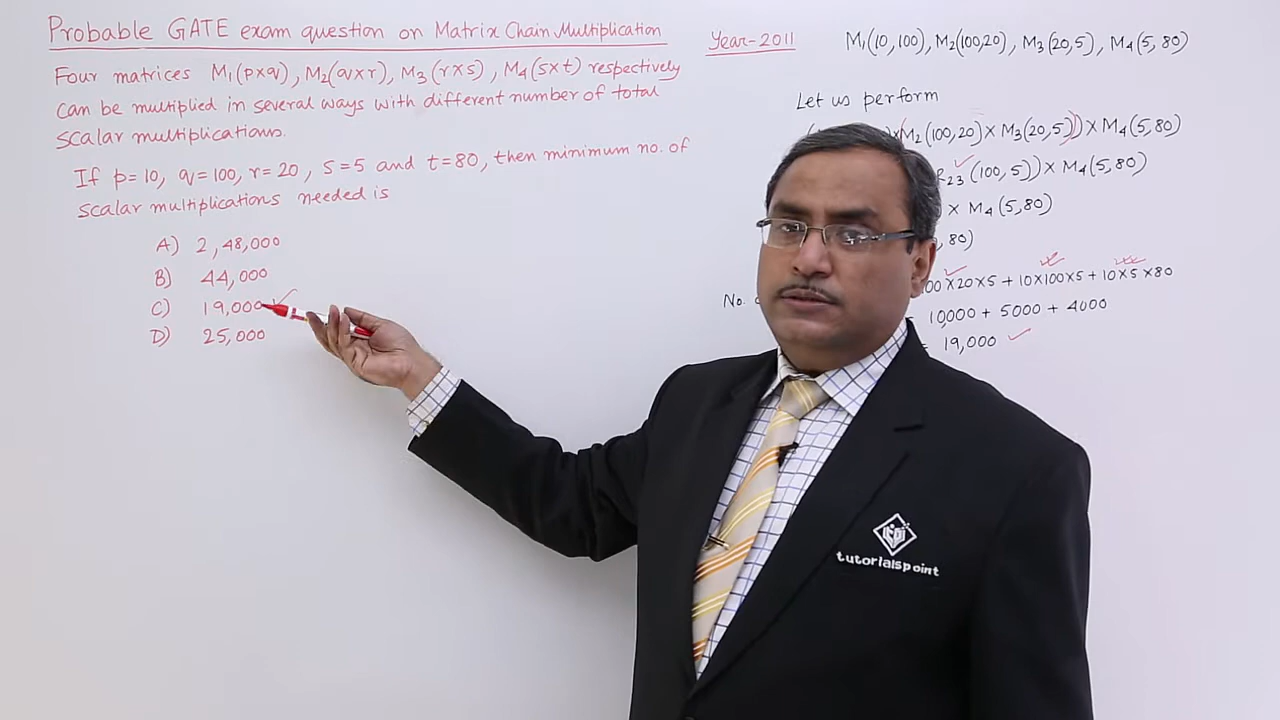 Probable GATE exam question on Matrix Chain Multiplication
Four matrices M1(p×q), M2(q×r), M3(r×s), M4(s×t) respectively
can be multiplied in several ways with different number of total
scalar multiplications.
If p=10, q=100, r=20, s=5 and t=80, then minimum no. of
scalar multiplications needed is
A) 2,48,000
B) 44,000
C) 19,000 ✓
D) 25,000
Year-2011
M1(10,100), M2(100,20), M3(20,5), M4(5,80)
Let us perform
(M2(100,20)×M3(20,5)))×M4(5,80)
23(100,5))×M4(5,80)
× M4(5,80)
,80)
No.
00×20×5 + 10×100×5 + 10×5×80
10,000 + 5000 + 4000
= 19,000 ✓
tutorialspoint